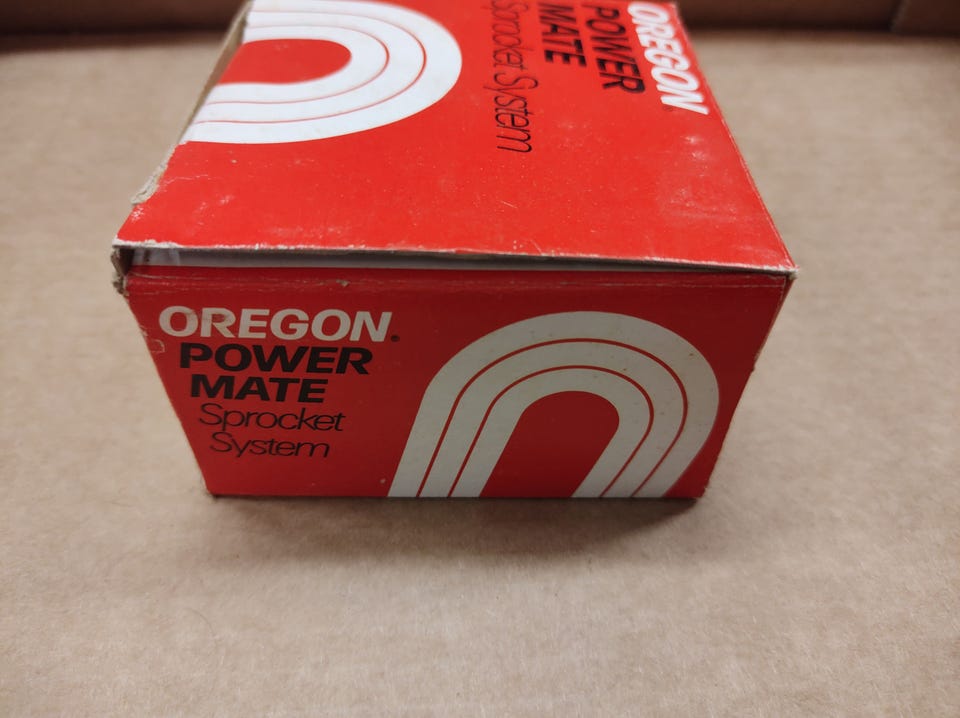 OREGON
POWER
MATE
Sprocket System
OREGON®
POWER
MATE
Sprocket
System